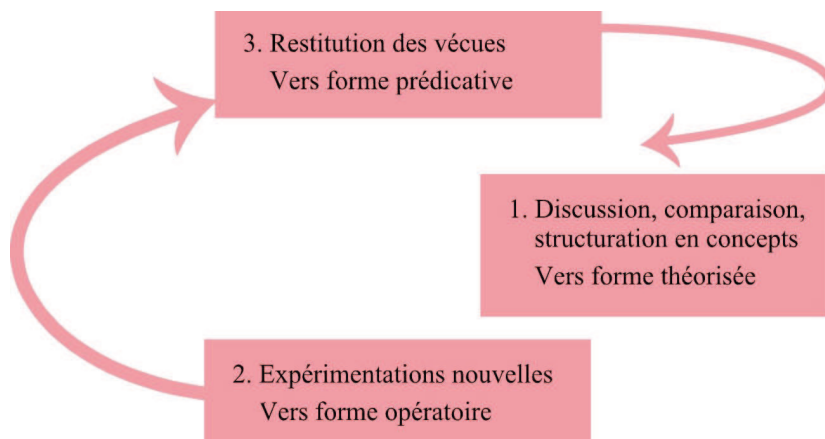 3. Restitution des vécues
Vers forme prédicative
1. Discussion, comparaison,
structuration en concepts
Vers forme théorisée
2. Expérimentations nouvelles
Vers forme opératoire